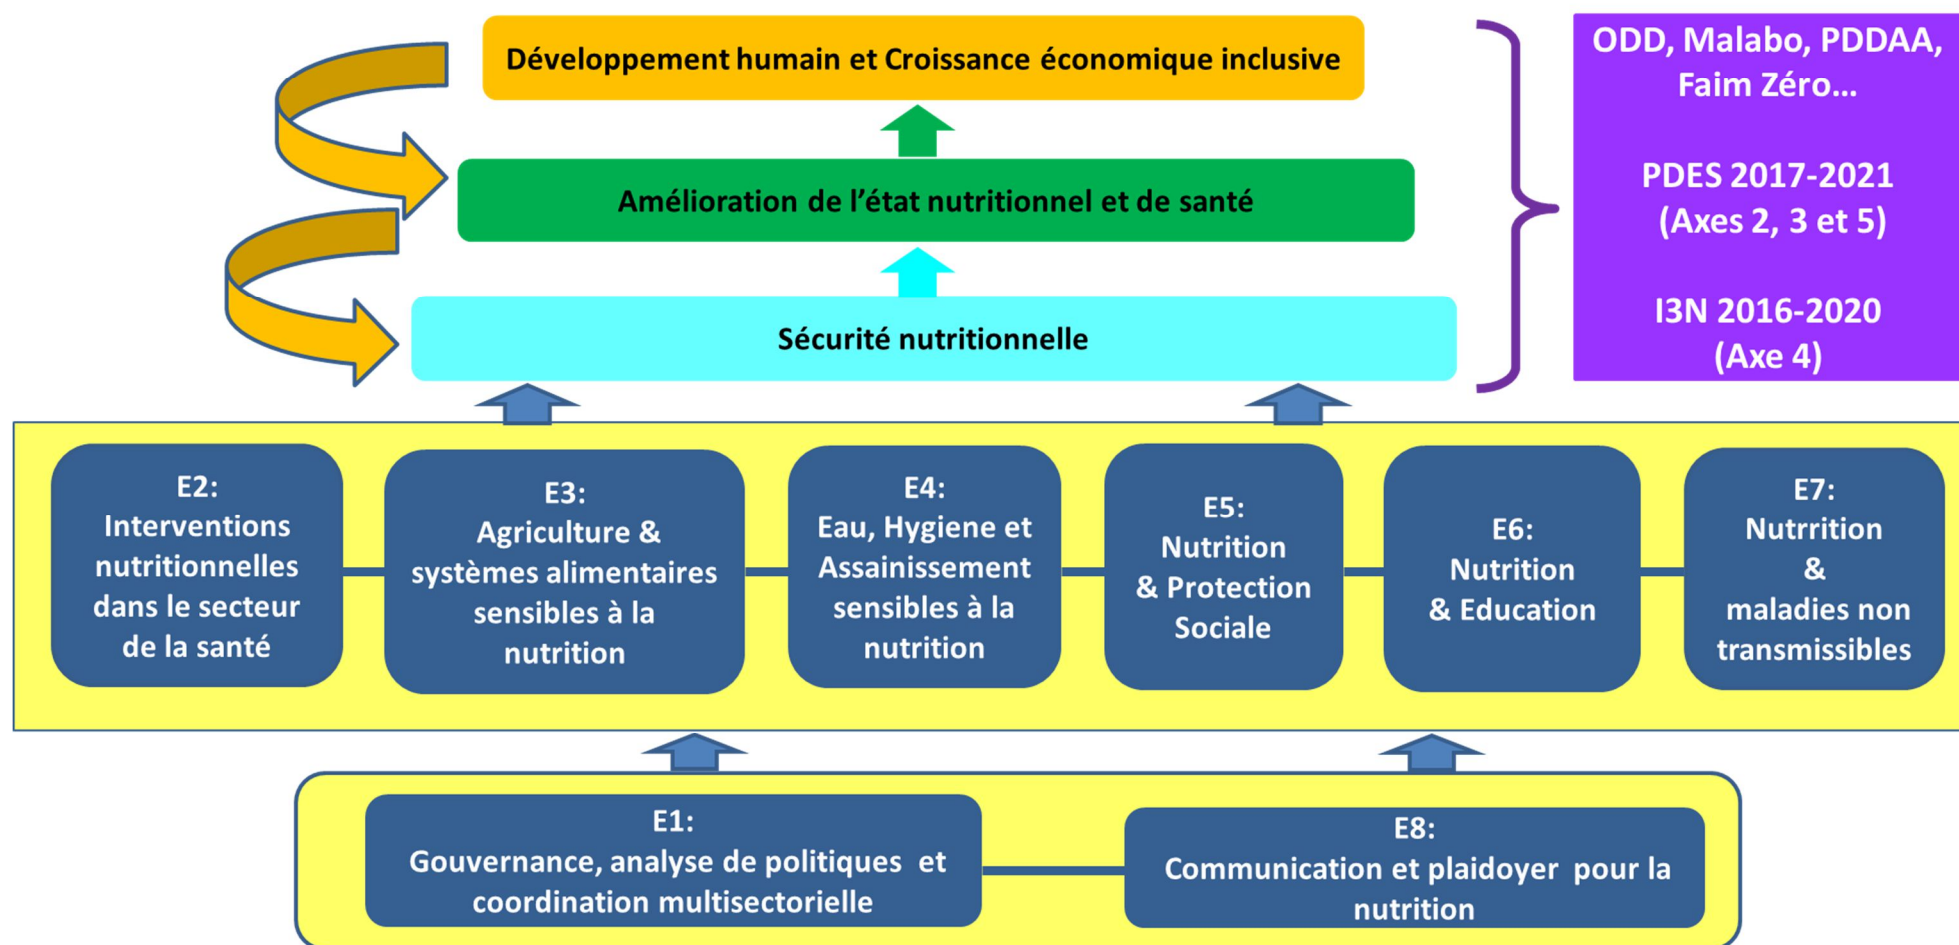 Développement humain et Croissance économique inclusive
Amélioration de l’état nutritionnel et de santé
Sécurité nutritionnelle
ODD, Malabo, PDDAA,
Faim Zéro...
PDES 2017-2021
(Axes 2, 3 et 5)
I3N 2016-2020
(Axe 4)
E2:
Interventions
nutritionnelles
dans le secteur
de la santé
E3:
Agriculture &
systèmes alimentaires
sensibles à la
nutrition
E4:
Eau, Hygiene et
Assainissement
sensibles à la
nutrition
E5:
Nutrition
& Protection
Sociale
E6:
Nutrition
& Education
E7:
Nutrrition
&
maladies non
transmissibles
E1:
Gouvernance, analyse de politiques et
coordination multisectorielle
E8:
Communication et plaidoyer pour la
nutrition